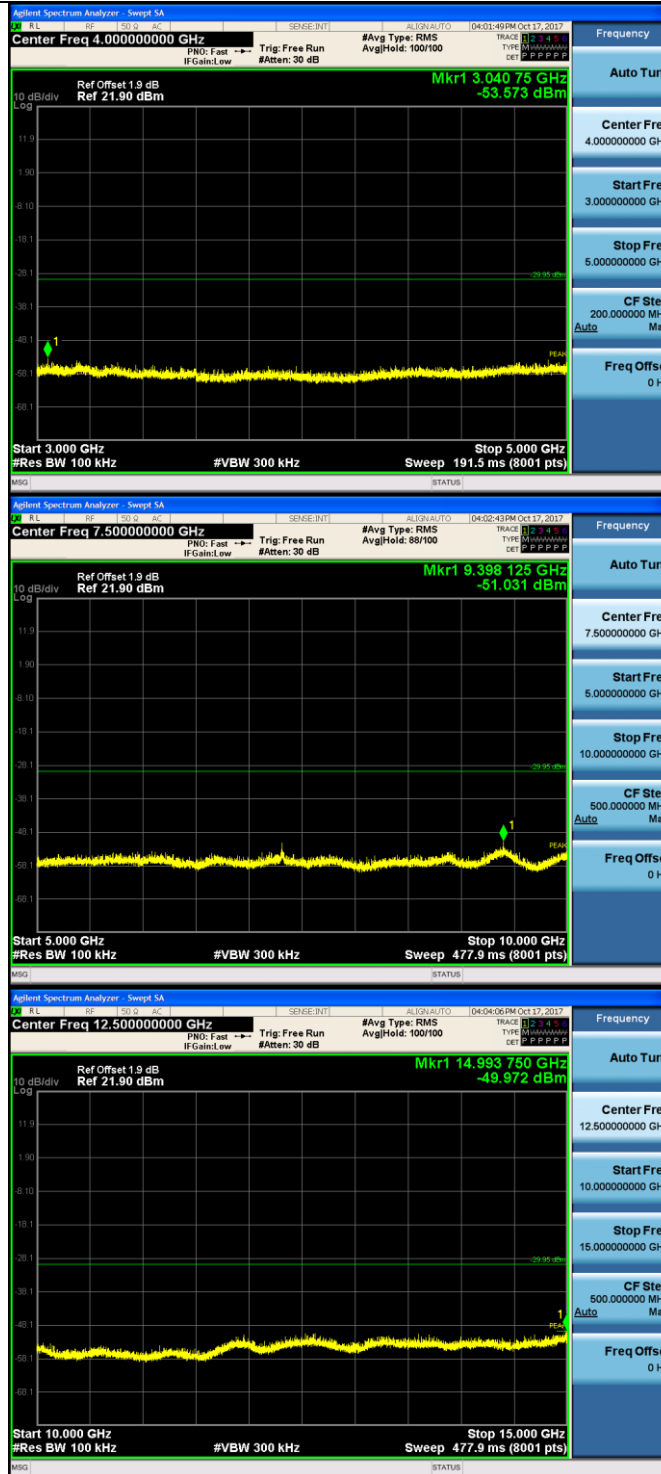 Agilent Spectrum Analyzer - Swept SA
RL RF 50 Ω AC SENSE:INT ALIGN AUTO 04:01:49PM Oct 17, 2017
Center Freq 4.000000000 GHz
PNO: Fast
IFGain:Low
Trig: Free Run
#Atten: 30 dB
#Avg Type: RMS
Avg|Hold: 100/100
TRACE 1 2 3 4 5 6
TYPE M
DET P P P P P P
Ref Offset 1.9 dB
Ref 21.90 dBm
10 dB/div
Log
Mkr1 3.040 75 GHz
-53.573 dBm
11.9
1.90
-8.10
-18.1
-28.1
-38.1
-48.1
-58.1
-68.1
-29.95 dBm
1
PEAK
Start 3.000 GHz
Stop 5.000 GHz
#Res BW 100 kHz
#VBW 300 kHz
Sweep 191.5 ms (8001 pts)
MSG
STATUS
Frequency
Auto Tun
Center Fre
4.000000000 GH
Start Fre
3.000000000 GH
Stop Fre
5.000000000 GH
CF Ste
200.000000 MH
Auto Ma
Freq Offse
0 H
Agilent Spectrum Analyzer - Swept SA
RL RF 50 Ω AC SENSE:INT ALIGN AUTO 04:02:43PM Oct 17, 2017
Center Freq 7.500000000 GHz
PNO: Fast
IFGain:Low
Trig: Free Run
#Atten: 30 dB
#Avg Type: RMS
Avg|Hold: 88/100
TRACE 1 2 3 4 5 6
TYPE M
DET P P P P P P
Ref Offset 1.9 dB
Ref 21.90 dBm
10 dB/div
Log
Mkr1 9.398 125 GHz
-51.031 dBm
11.9
1.90
-8.10
-18.1
-28.1
-38.1
-48.1
-58.1
-68.1
-29.95 dBm
1
PEAK
Start 5.000 GHz
Stop 10.000 GHz
#Res BW 100 kHz
#VBW 300 kHz
Sweep 477.9 ms (8001 pts)
MSG
STATUS
Frequency
Auto Tun
Center Fre
7.500000000 GH
Start Fre
5.000000000 GH
Stop Fre
10.000000000 GH
CF Ste
500.000000 MH
Auto Ma
Freq Offse
0 H
Agilent Spectrum Analyzer - Swept SA
RL RF 50 Ω AC SENSE:INT ALIGN AUTO 04:04:06PM Oct 17, 2017
Center Freq 12.500000000 GHz
PNO: Fast
IFGain:Low
Trig: Free Run
#Atten: 30 dB
#Avg Type: RMS
Avg|Hold: 100/100
TRACE 1 2 3 4 5 6
TYPE M
DET P P P P P P
Ref Offset 1.9 dB
Ref 21.90 dBm
10 dB/div
Log
Mkr1 14.993 750 GHz
-49.972 dBm
11.9
1.90
-8.10
-18.1
-28.1
-38.1
-48.1
-58.1
-68.1
-29.95 dBm
1
PEAK
Start 10.000 GHz
Stop 15.000 GHz
#Res BW 100 kHz
#VBW 300 kHz
Sweep 477.9 ms (8001 pts)
MSG
STATUS
Frequency
Auto Tun
Center Fre
12.500000000 GH
Start Fre
10.000000000 GH
Stop Fre
15.000000000 GH
CF Ste
500.000000 MH
Auto Ma
Freq Offse
0 H